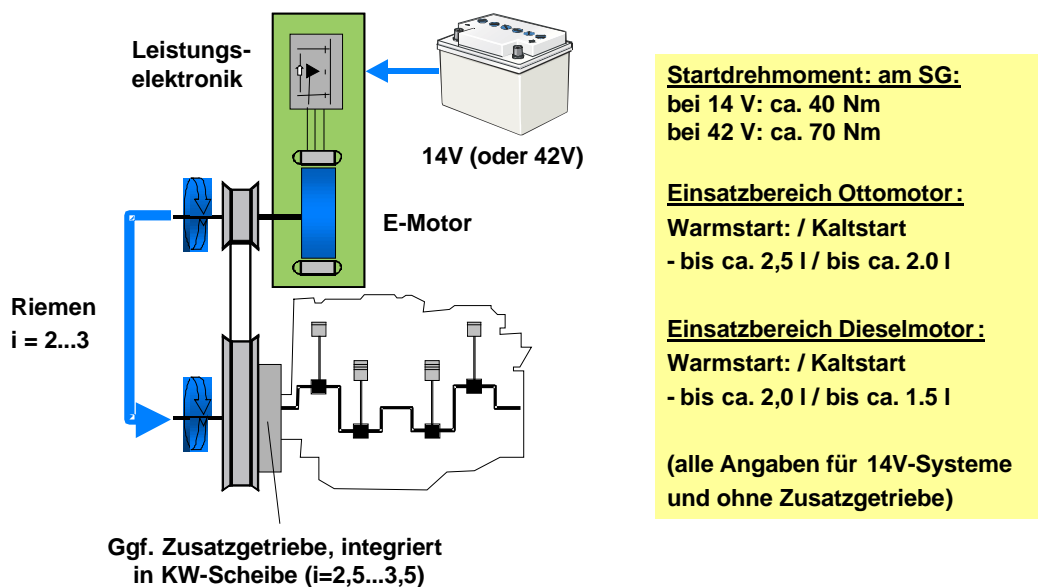 Leistungs-
elektronik
14V (oder 42V)
E-Motor
Riemen
i = 2...3
Ggf. Zusatzgetriebe, integriert
in KW-Scheibe (i=2,5...3,5)
Startdrehmoment: am SG:
bei 14 V: ca. 40 Nm
bei 42 V: ca. 70 Nm
Einsatzbereich Ottomotor:
Warmstart: / Kaltstart
- bis ca. 2,5 l / bis ca. 2.0 l
Einsatzbereich Dieselmotor:
Warmstart: / Kaltstart
- bis ca. 2,0 l / bis ca. 1.5 l
(alle Angaben für 14V-Systeme
und ohne Zusatzgetriebe)